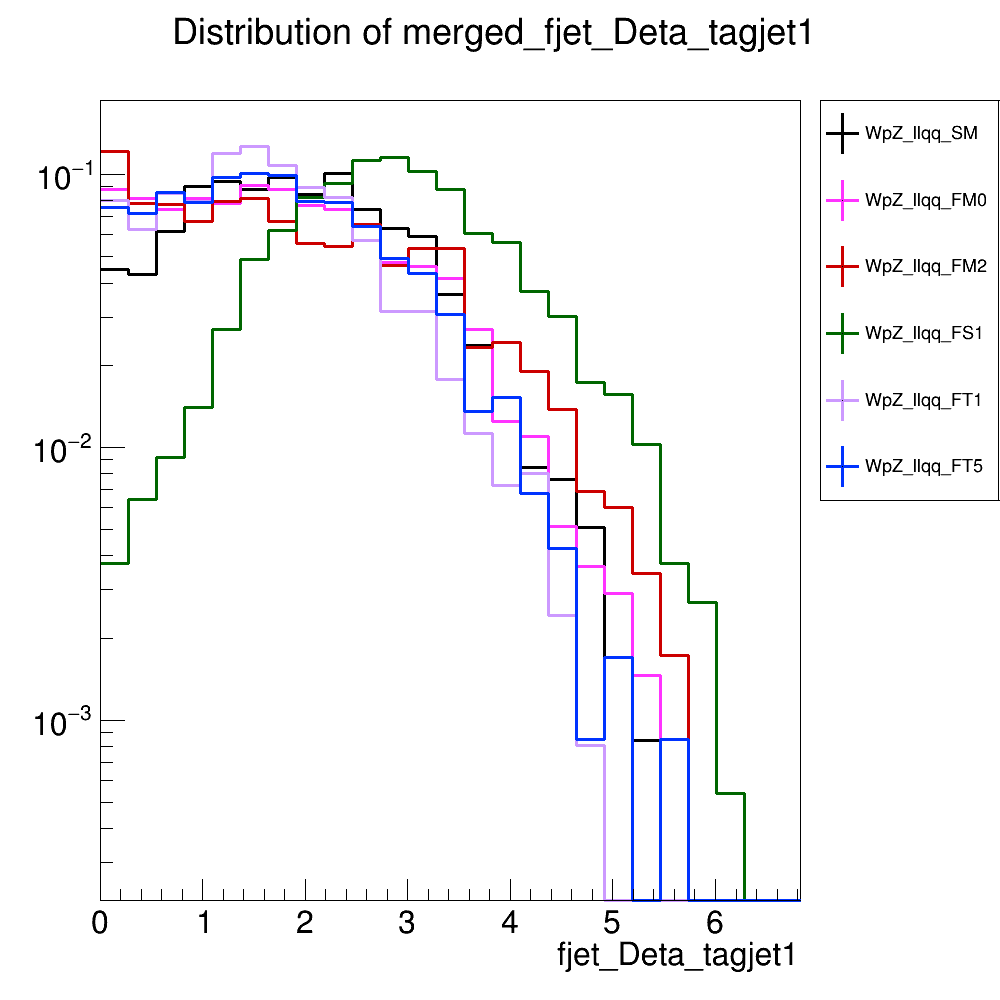 Distribution of merged_fjet_Deta_tagjet1
10−1
10−2
10−3
0 1 2 3 4 5 6
fjet_Deta_tagjet1
WpZ_llqq_SM
WpZ_llqq_FM0
WpZ_llqq_FM2
WpZ_llqq_FS1
WpZ_llqq_FT1
WpZ_llqq_FT5